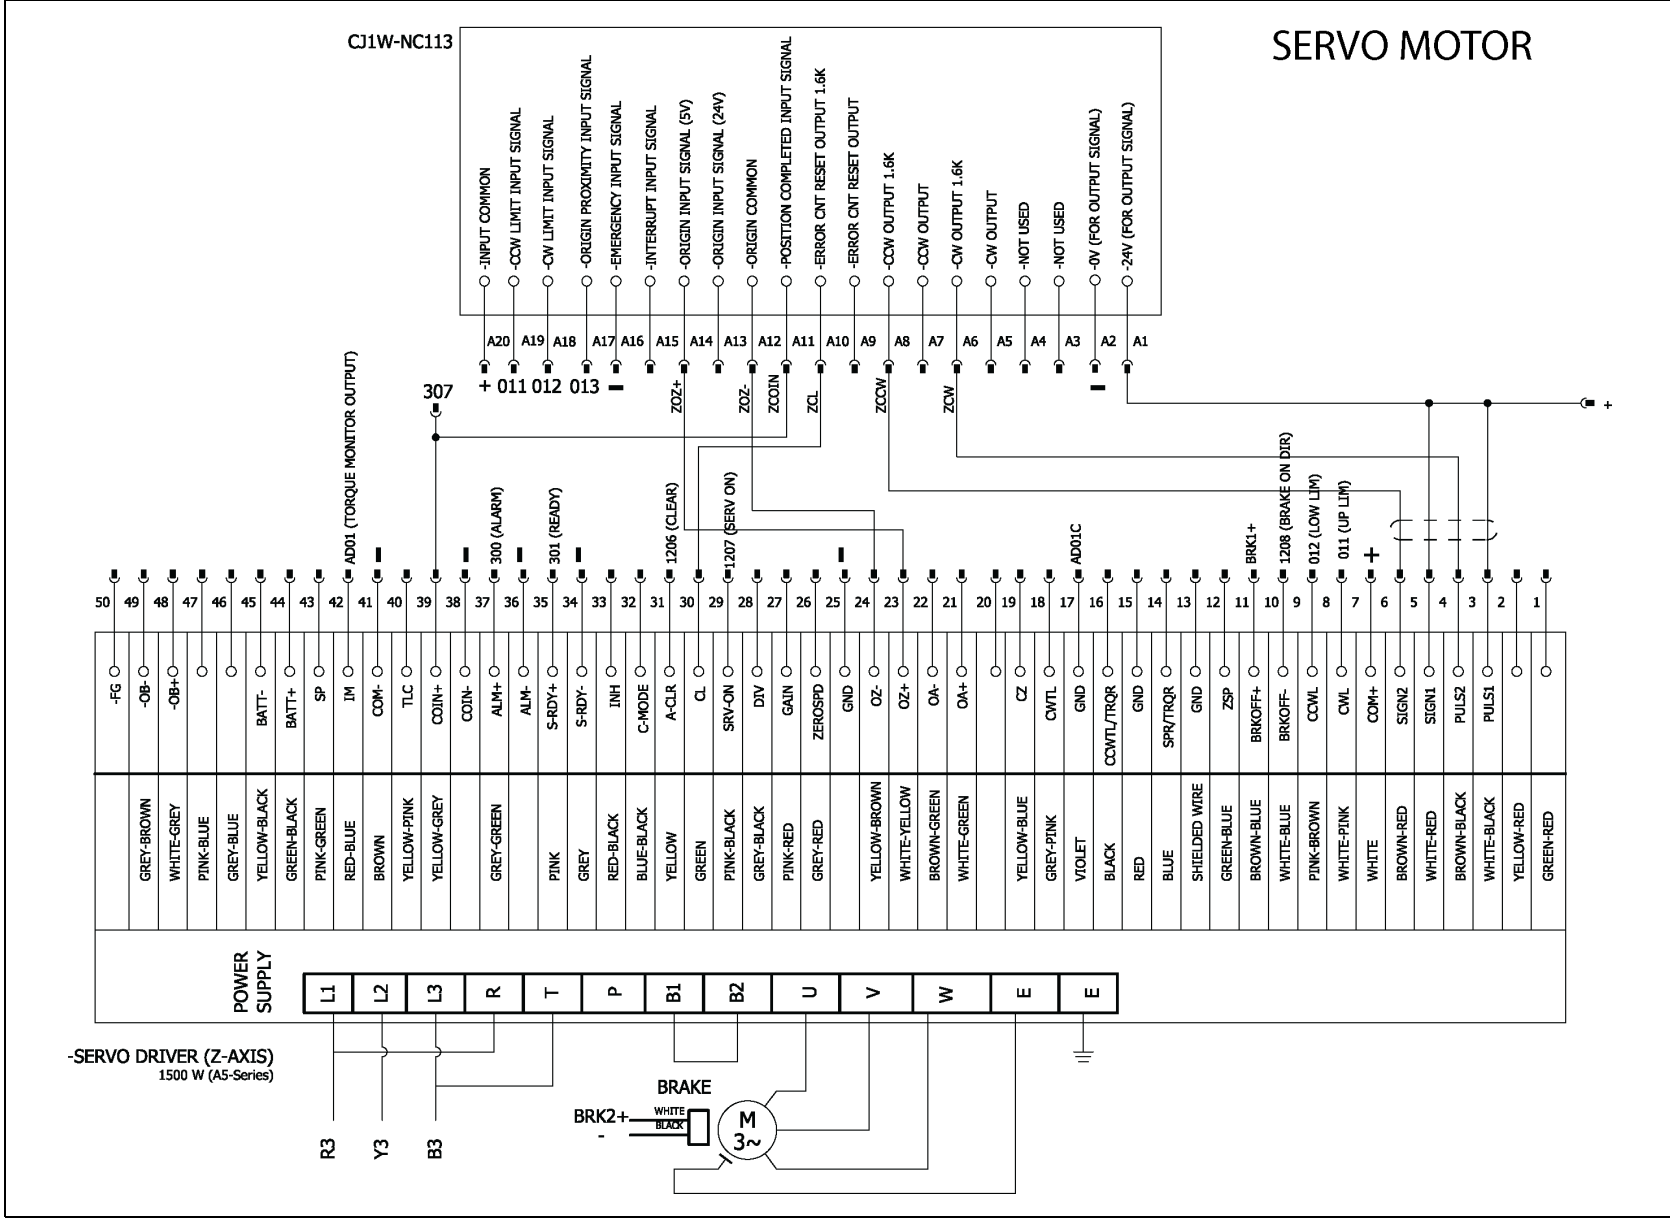 SERVO MOTOR
CJ1W-NC113
-INPUT COMMON
-CCW LIMIT INPUT SIGNAL
-CW LIMIT INPUT SIGNAL
-ORIGIN PROXIMITY INPUT SIGNAL
-EMERGENCY INPUT SIGNAL
-INTERRUPT INPUT SIGNAL
-ORIGIN INPUT SIGNAL (5V)
-ORIGIN INPUT SIGNAL (24V)
-ORIGIN COMMON
-POSITION COMPLETED INPUT SIGNAL
-ERROR CNT RESET OUTPUT 1.6K
-ERROR CNT RESET OUTPUT
-CCW OUTPUT 1.6K
-CCW OUTPUT
-CW OUTPUT 1.6K
-CW OUTPUT
-NOT USED
-NOT USED
-0V (FOR OUTPUT SIGNAL)
-24V (FOR OUTPUT SIGNAL)
A20 A19 A18 A17 A16 A15 A14 A13 A12 A11 A10 A9 A8 A7 A6 A5 A4 A3 A2 A1
307
+ 011 012 013 −
ZOZ+
ZOZ-
ZCOIN
ZCL
ZCCW
ZCW
−
+
AD01 (TORQUE MONITOR OUTPUT)
−
−
300 (ALARM)
−
301 (READY)
−
1206 (CLEAR)
1207 (SERV ON)
−
AD01C
BRK1+
1208 (BRAKE ON DIR)
012 (LOW LIM)
011 (UP LIM)
+
50 49 48 47 46 45 44 43 42 41 40 39 38 37 36 35 34 33 32 31 30 29 28 27 26 25 24 23 22 21 20 19 18 17 16 15 14 13 12 11 10 9 8 7 6 5 4 3 2 1
-FG
-OB-
-OB+
BATT-
BATT+
SP
IM
COM-
TLC
COIN+
COIN-
ALM+
ALM-
S-RDY+
S-RDY-
INH
C-MODE
A-CLR
CL
SRV-ON
DIV
GAIN
ZEROSPD
GND
OZ-
OZ+
OA-
OA+
CZ
CWTL
GND
CCWTL/TRQR
GND
SPR/TRQR
GND
ZSP
BRKOFF+
BRKOFF-
CCWL
CWL
COM+
SIGN2
SIGN1
PULS2
PULS1
GREY-BROWN
WHITE-GREY
PINK-BLUE
GREY-BLUE
YELLOW-BLACK
GREEN-BLACK
PINK-GREEN
RED-BLUE
BROWN
YELLOW-PINK
YELLOW-GREY
GREY-GREEN
PINK
GREY
RED-BLACK
BLUE-BLACK
YELLOW
GREEN
PINK-BLACK
GREY-BLACK
PINK-RED
GREY-RED
YELLOW-BROWN
WHITE-YELLOW
BROWN-GREEN
WHITE-GREEN
YELLOW-BLUE
GREY-PINK
VIOLET
BLACK
RED
BLUE
SHIELDED WIRE
GREEN-BLUE
BROWN-BLUE
WHITE-BLUE
PINK-BROWN
WHITE-PINK
WHITE
BROWN-RED
WHITE-RED
BROWN-BLACK
WHITE-BLACK
YELLOW-RED
GREEN-RED
POWER
SUPPLY
L1 L2 L3 R T P B1 B2 U V W E E
-SERVO DRIVER (Z-AXIS)
1500 W (A5-Series)
BRAKE
BRK2+
WHITE
BLACK
-
M
3~
R3
Y3
B3